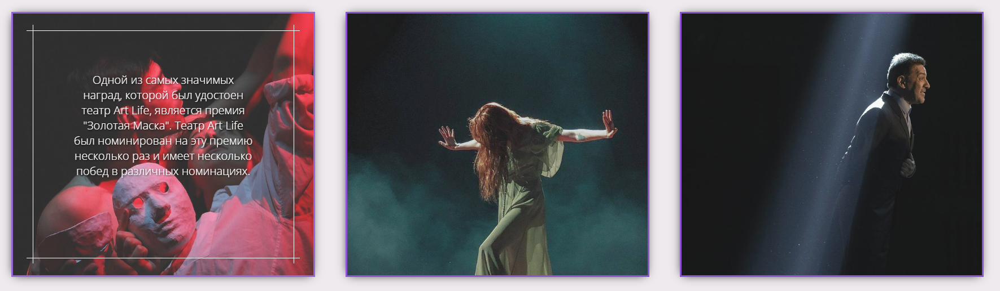 Одной из самых значимых
наград, которой был удостоен
театр Art Life, является премия
"Золотая Маска". Театр Art Life
был номинирован на эту премию
несколько раз и имеет несколько
побед в различных номинациях.